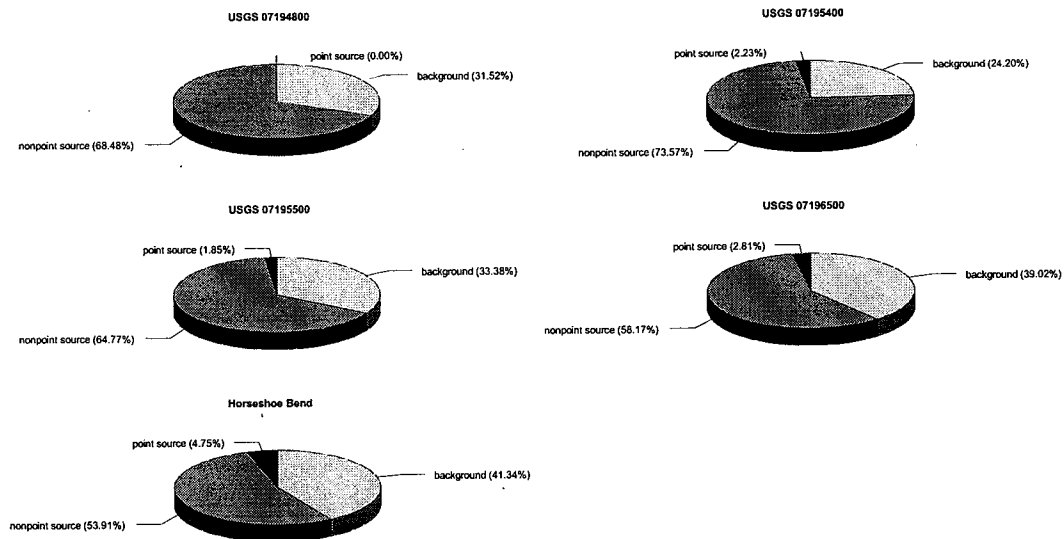 USGS 07194800
point source (0.00%)
background (31.52%)
nonpoint source (68.48%)
USGS 07195400
point source (2.23%)
background (24.20%)
nonpoint source (73.57%)
USGS 07195500
point source (1.85%)
background (33.38%)
nonpoint source (64.77%)
USGS 07196500
point source (2.81%)
background (39.02%)
nonpoint source (58.17%)
Horseshoe Bend
point source (4.75%)
background (41.34%)
nonpoint source (53.91%)